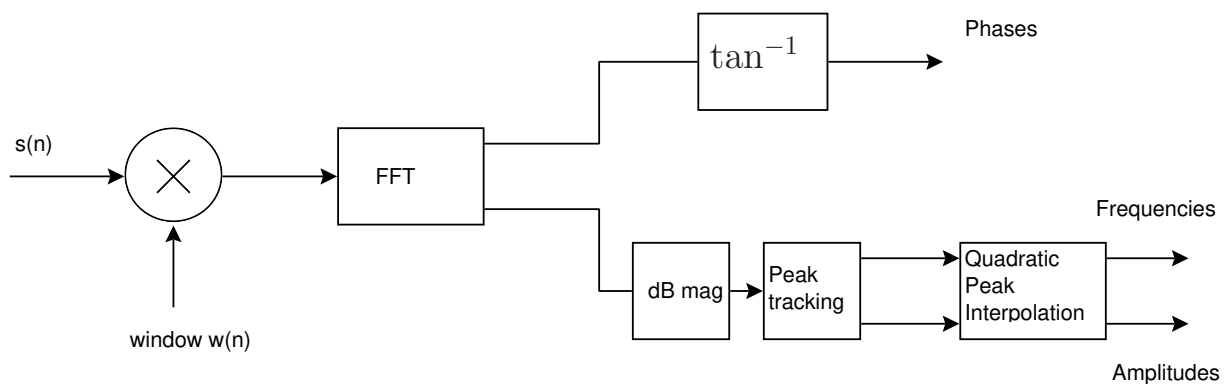 Phases
tan⁻¹
s(n)
FFT
Frequencies
Quadratic
Peak
Interpolation
Peak
tracking
dB mag
window w(n)
Amplitudes